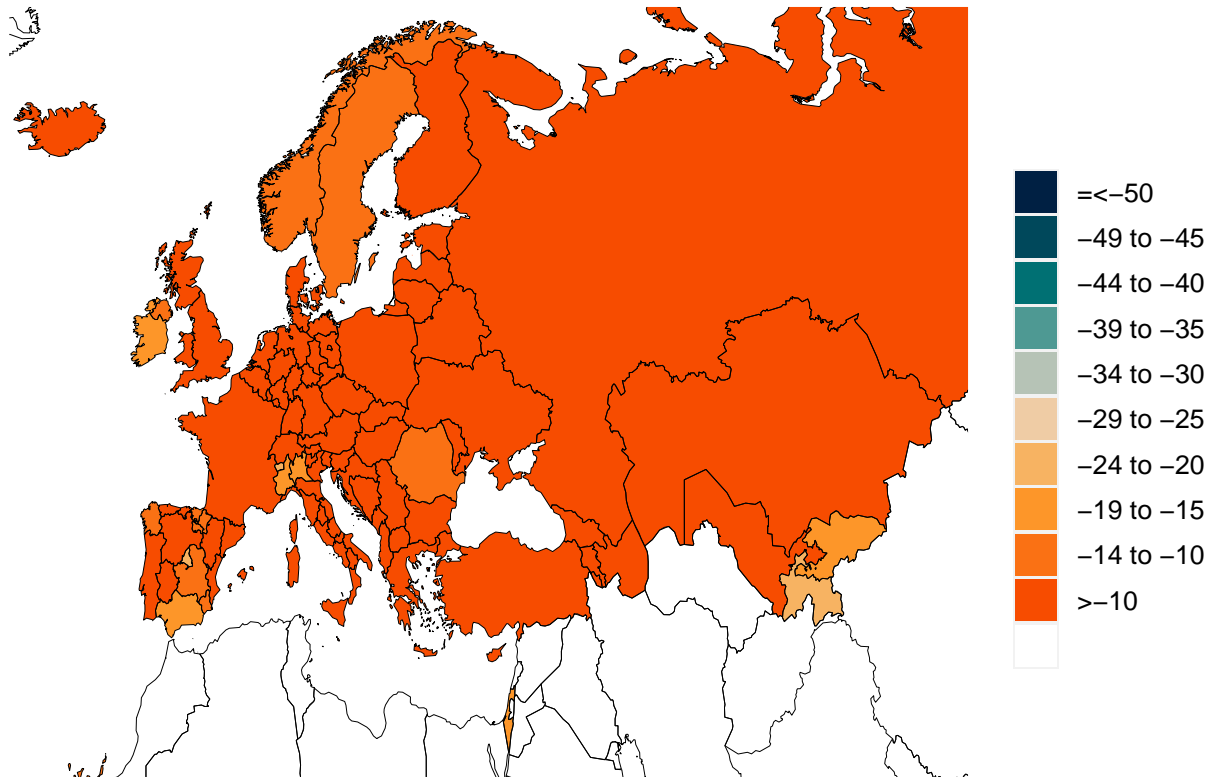 =<−50
−49 to −45
−44 to −40
−39 to −35
−34 to −30
−29 to −25
−24 to −20
−19 to −15
−14 to −10
>−10